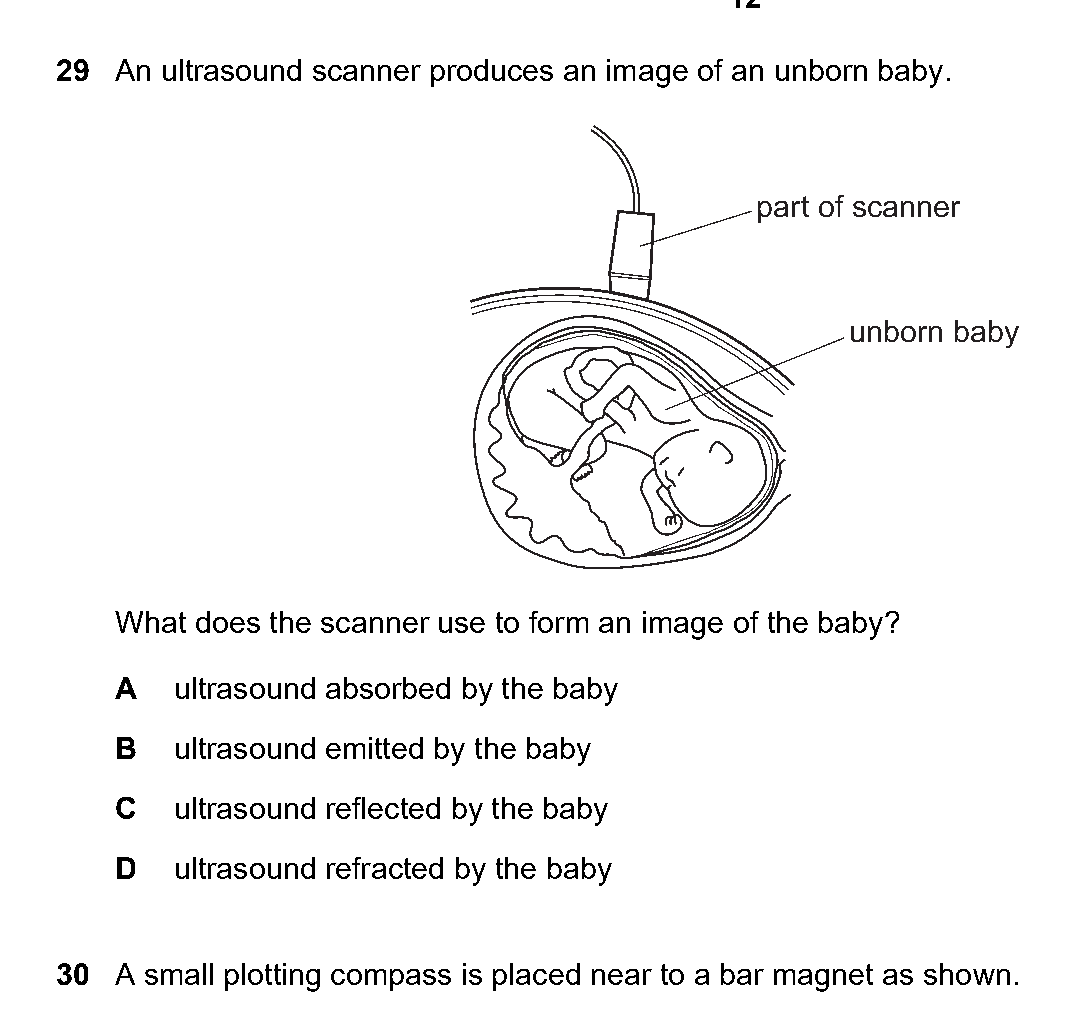 12
29 An ultrasound scanner produces an image of an unborn baby.
part of scanner
unborn baby
What does the scanner use to form an image of the baby?
A ultrasound absorbed by the baby
B ultrasound emitted by the baby
C ultrasound reflected by the baby
D ultrasound refracted by the baby
30 A small plotting compass is placed near to a bar magnet as shown.